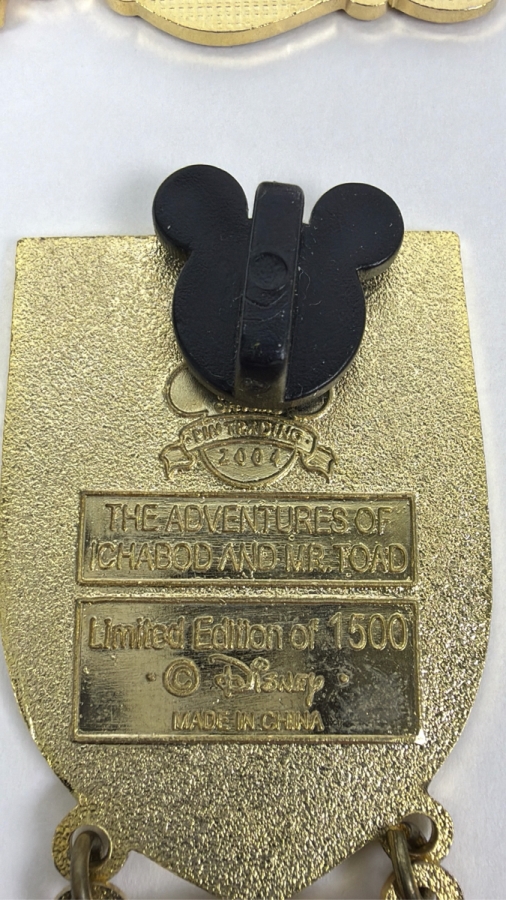 PIN TRADING
2004
THE ADVENTURES OF
ICHABOD AND MR. TOAD
Limited Edition of 1500
· © Disney ·
MADE IN CHINA